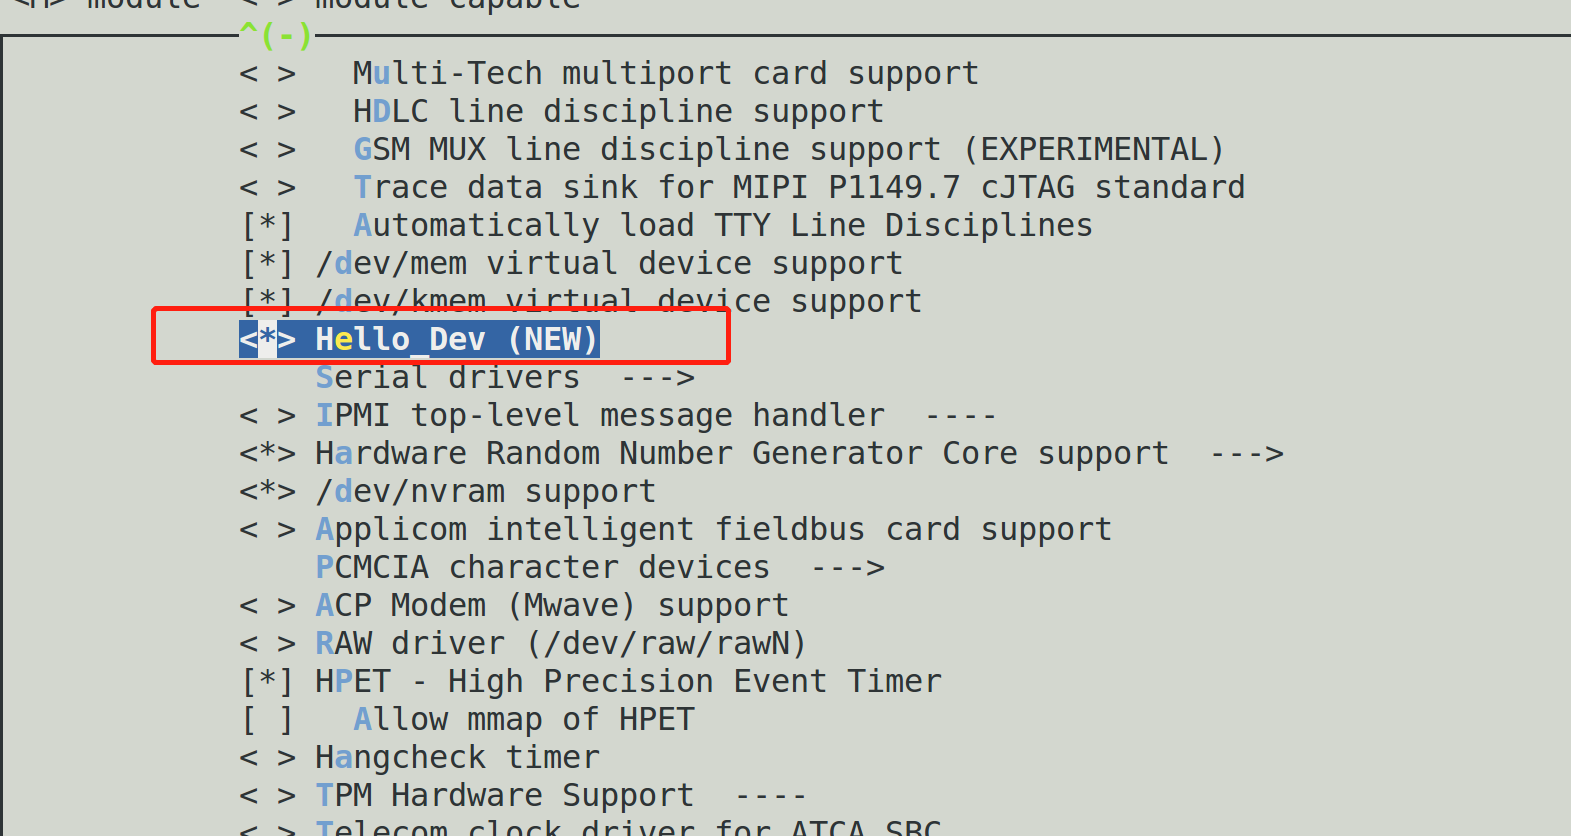 <M> module  < > module capable
^(-)
< >   Multi-Tech multiport card support
< >   HDLC line discipline support
< >   GSM MUX line discipline support (EXPERIMENTAL)
< >   Trace data sink for MIPI P1149.7 cJTAG standard
[*]   Automatically load TTY Line Disciplines
[*] /dev/mem virtual device support
[*] /dev/kmem virtual device support
<*> Hello_Dev (NEW)
    Serial drivers  --->
< > IPMI top-level message handler  ----
<*> Hardware Random Number Generator Core support  --->
<*> /dev/nvram support
< > Applicom intelligent fieldbus card support
    PCMCIA character devices  --->
< > ACP Modem (Mwave) support
< > RAW driver (/dev/raw/rawN)
[*] HPET - High Precision Event Timer
[ ]   Allow mmap of HPET
< > Hangcheck timer
< > TPM Hardware Support  ----
< > Telecom clock driver for ATCA SBC